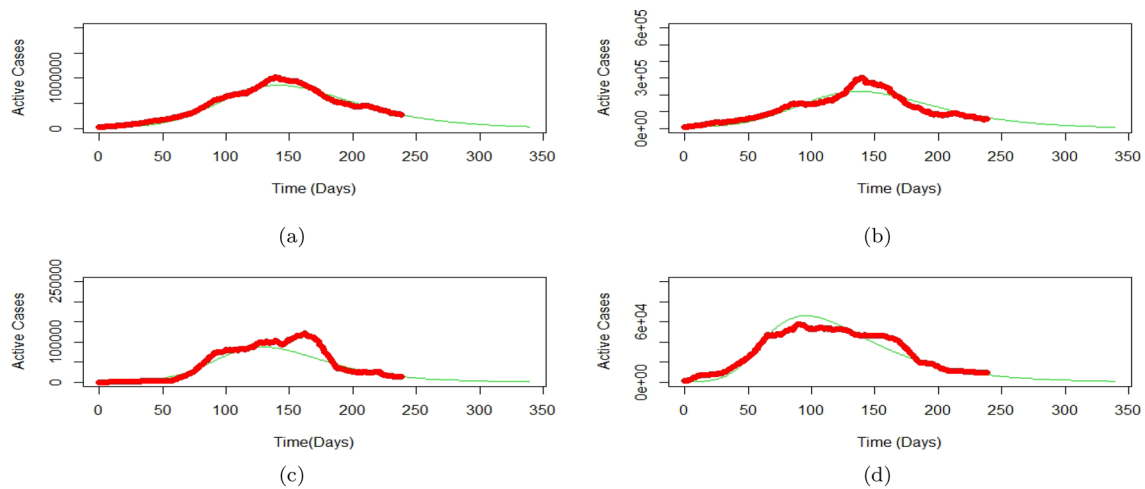 Active Cases
0 1000000
0 50 100 150 200 250 300 350
Time (Days)
(a)
Active Cases
0e+00 3e+05 6e+05
0 50 100 150 200 250 300 350
Time (Days)
(b)
Active Cases
0 100000 250000
0 50 100 150 200 250 300 350
Time(Days)
(c)
Active Cases
0e+00 6e+04
0 50 100 150 200 250 300 350
Time (Days)
(d)